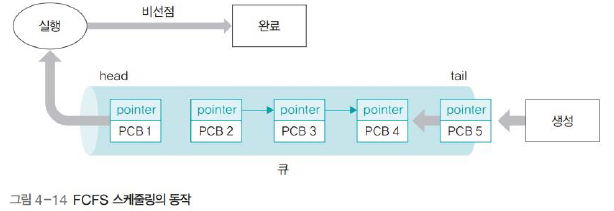 실행
비선점
완료
head
tail
pointer
PCB 1
pointer
PCB 2
pointer
PCB 3
pointer
PCB 4
pointer
PCB 5
생성
큐
그림 4-14 FCFS 스케줄링의 동작